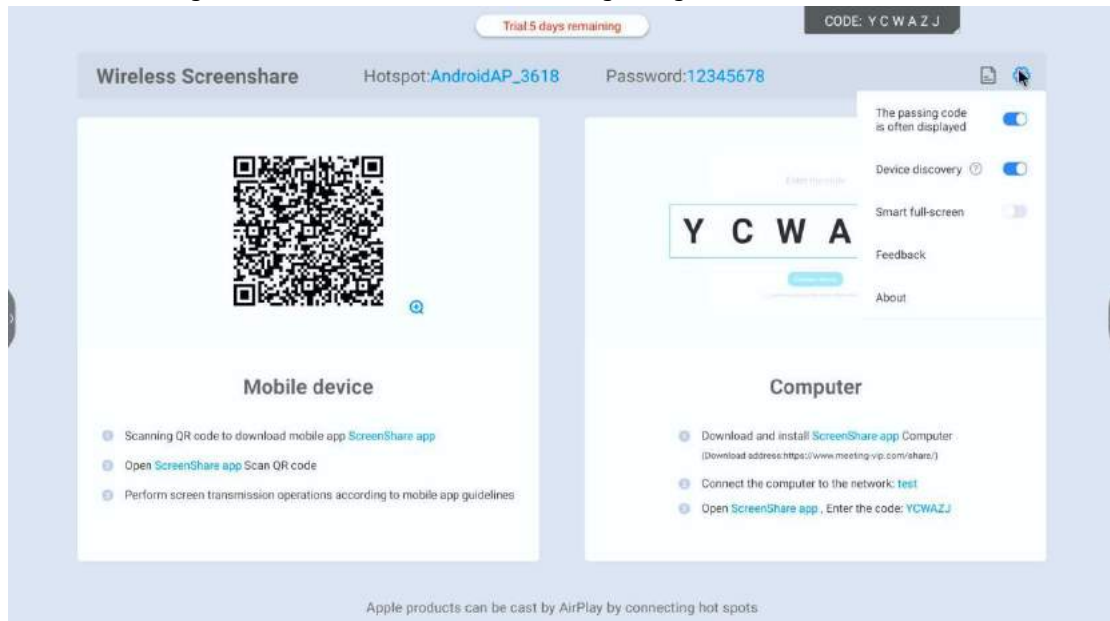 Trial 5 days remaining
CODE: Y C W A Z J
Wireless Screenshare
Hotspot:AndroidAP_3618
Password:12345678
The passing code
is often displayed
Device discovery
Smart full-screen
Feedback
About
Y C W A
Mobile device
Scanning QR code to download mobile app ScreenShare app
Open ScreenShare app Scan QR code
Perform screen transmission operations according to mobile app guidelines
Computer
Download and install ScreenShare app Computer
(Download address:https://www.meeting-vip.com/share/)
Connect the computer to the network: test
Open ScreenShare app , Enter the code: YCWAZJ
Apple products can be cast by AirPlay by connecting hot spots